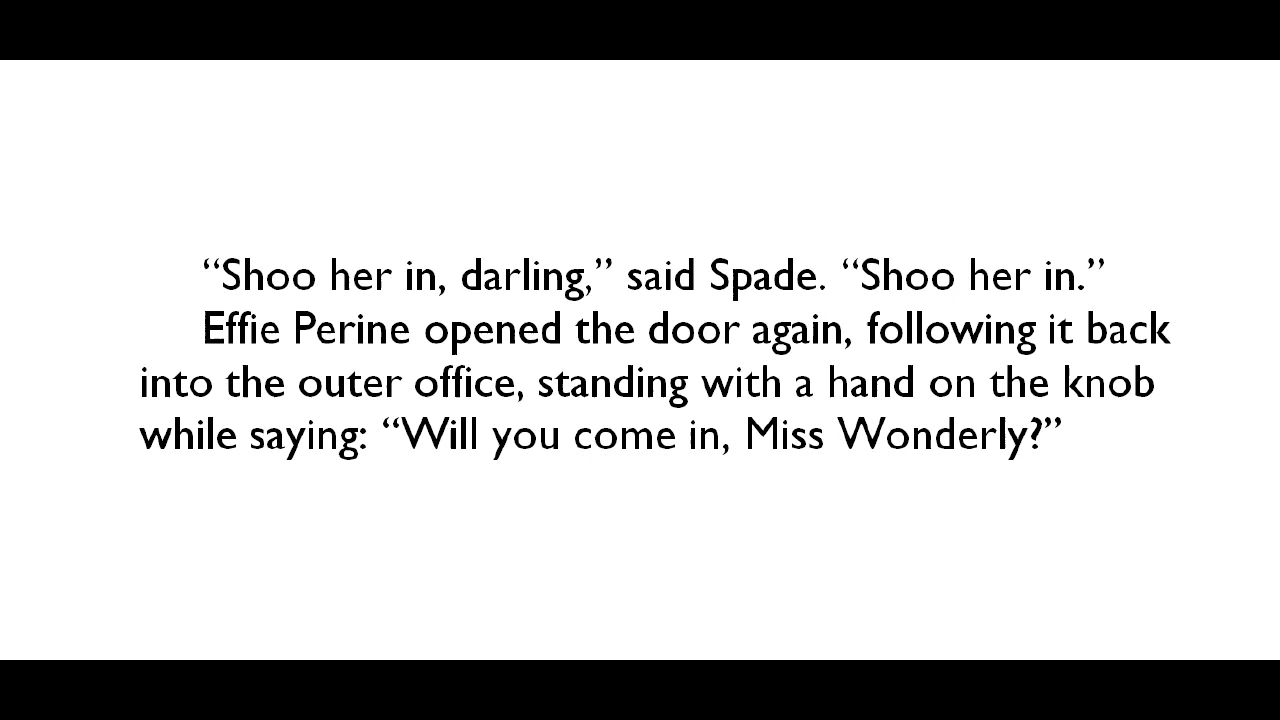 “Shoo her in, darling,” said Spade. “Shoo her in.”
Effie Perine opened the door again, following it back
into the outer office, standing with a hand on the knob
while saying: “Will you come in, Miss Wonderly?”